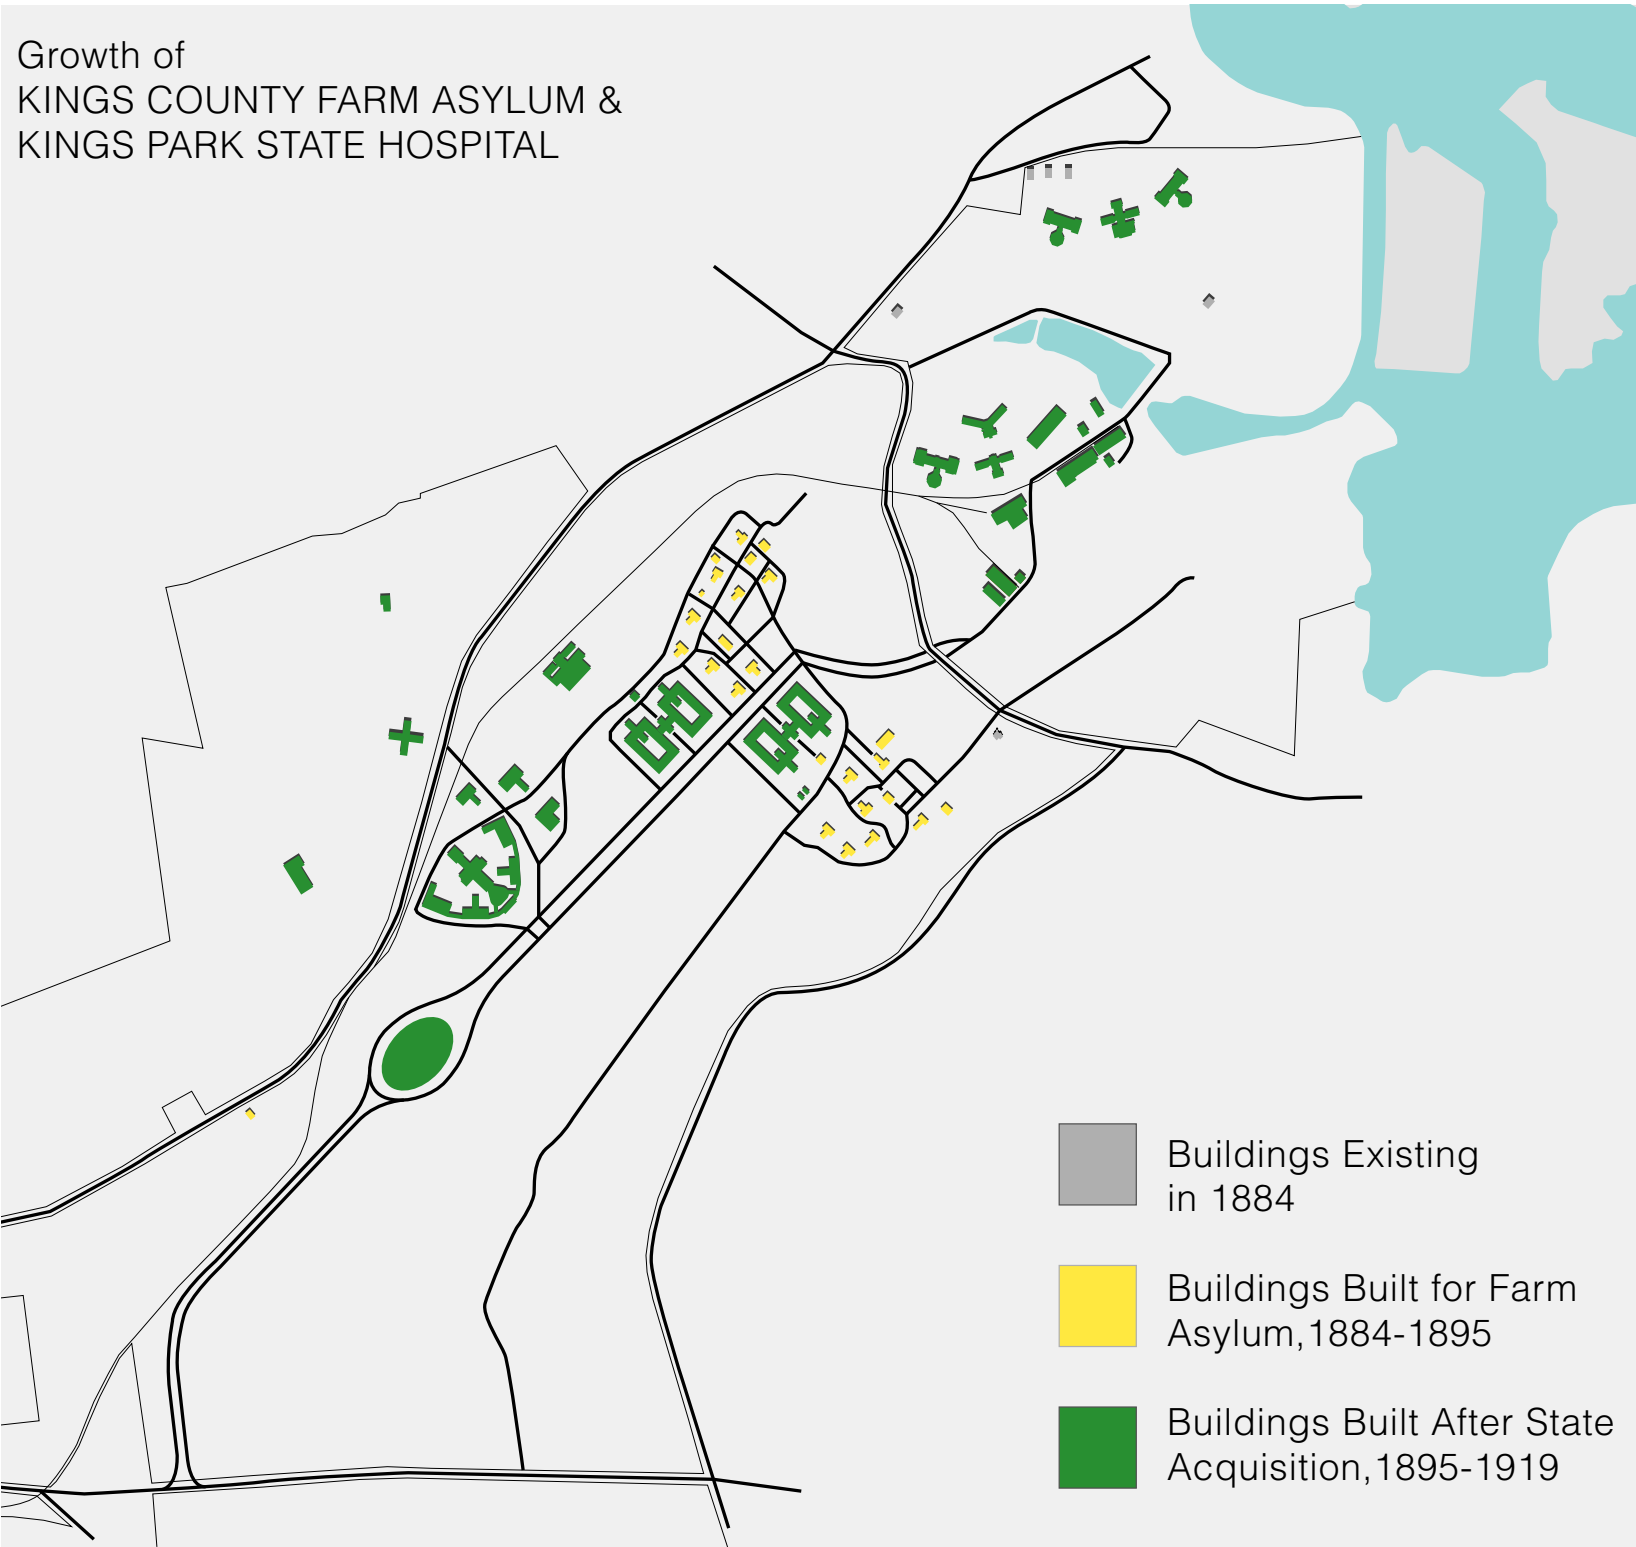 Growth of
KINGS COUNTY FARM ASYLUM &
KINGS PARK STATE HOSPITAL
Buildings Existing
in 1884
Buildings Built for Farm
Asylum,1884-1895
Buildings Built After State
Acquisition,1895-1919